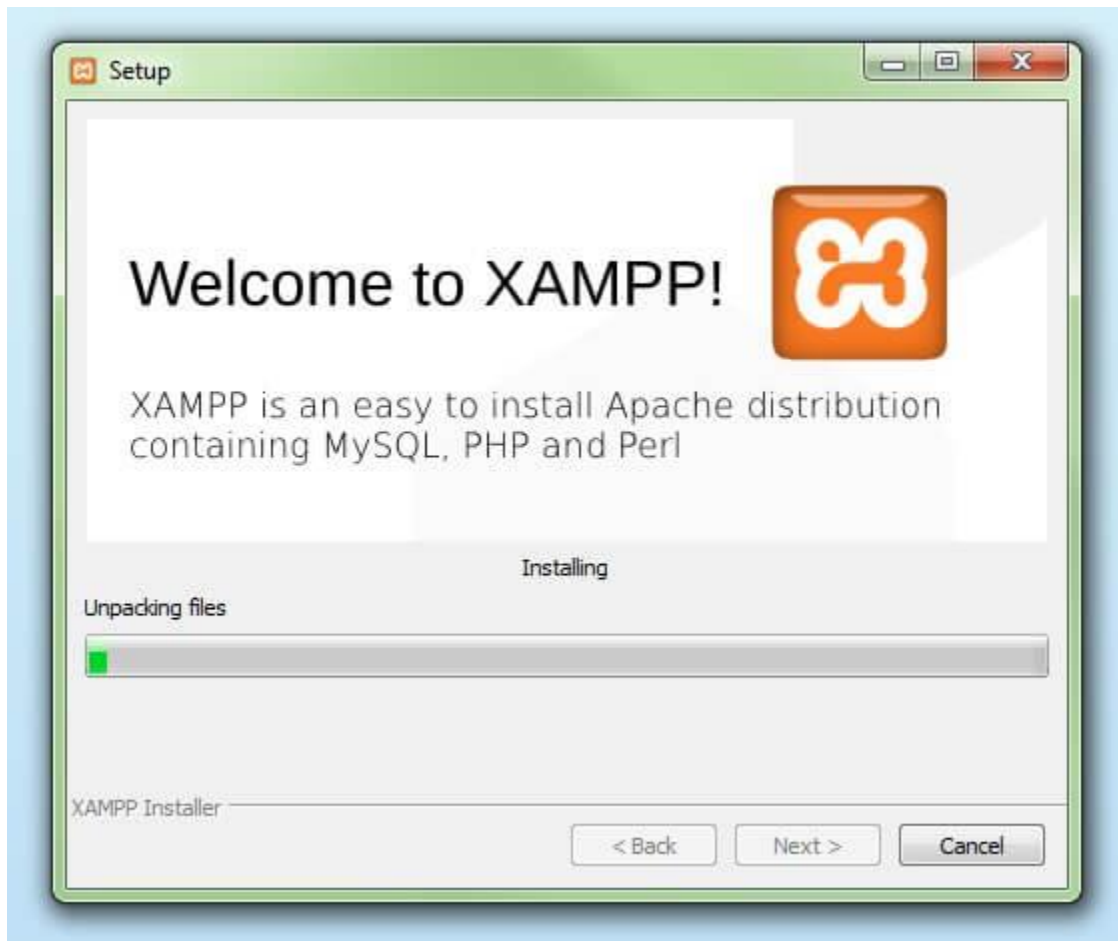 Setup
Welcome to XAMPP!
XAMPP is an easy to install Apache distribution
containing MySQL, PHP and Perl
Installing
Unpacking files
XAMPP Installer
< Back
Next >
Cancel